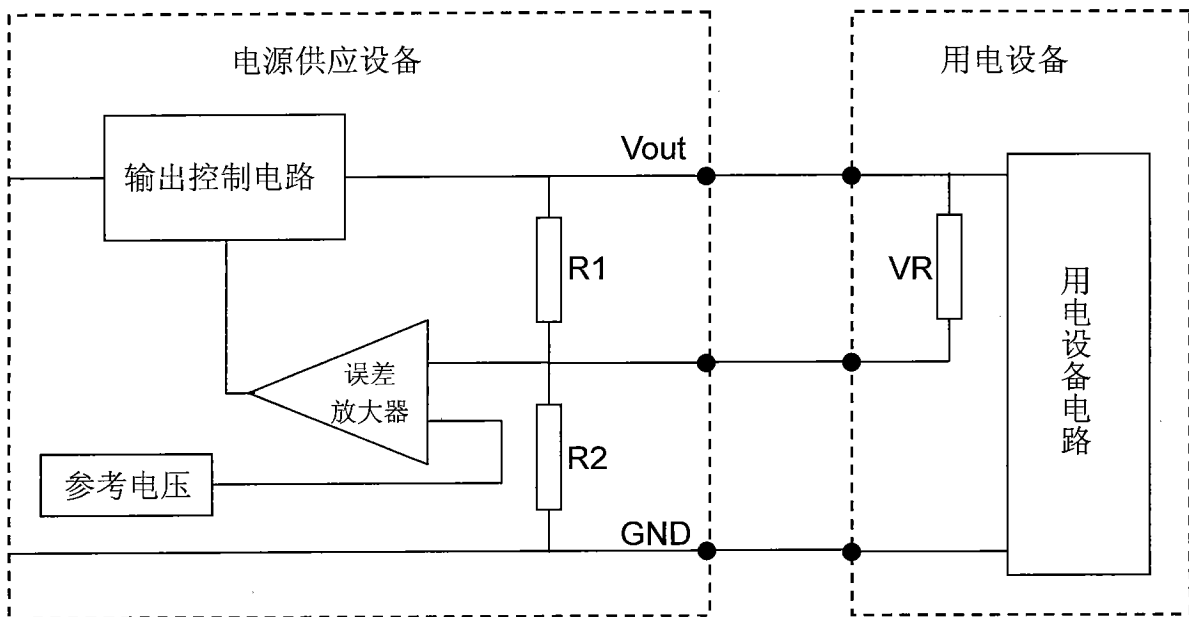 电源供应设备
用电设备
输出控制电路
Vout
R1
VR
用电设备电路
误差
放大器
R2
参考电压
GND